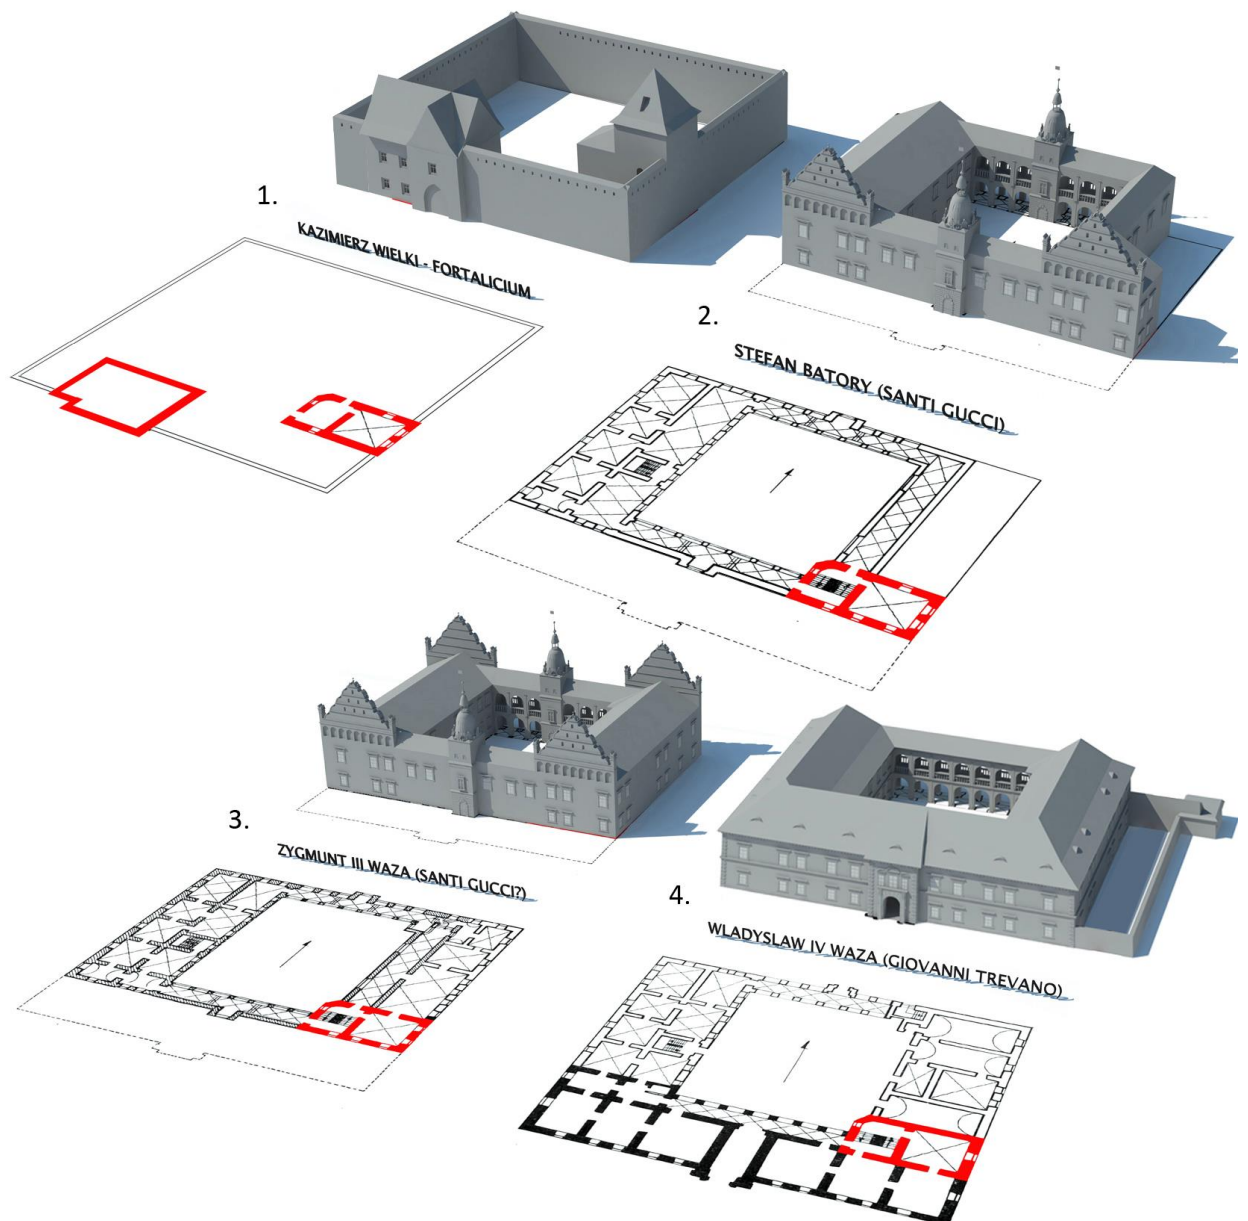 1.
KAZIMIERZ WIELKI - FORTALICIUM
2.
STEFAN BATORY (SANTI GUCCI)
3.
ZYGMUNT III WAZA (SANTI GUCCI?)
4.
WLADYSLAW IV WAZA (GIOVANNI TREVANO)